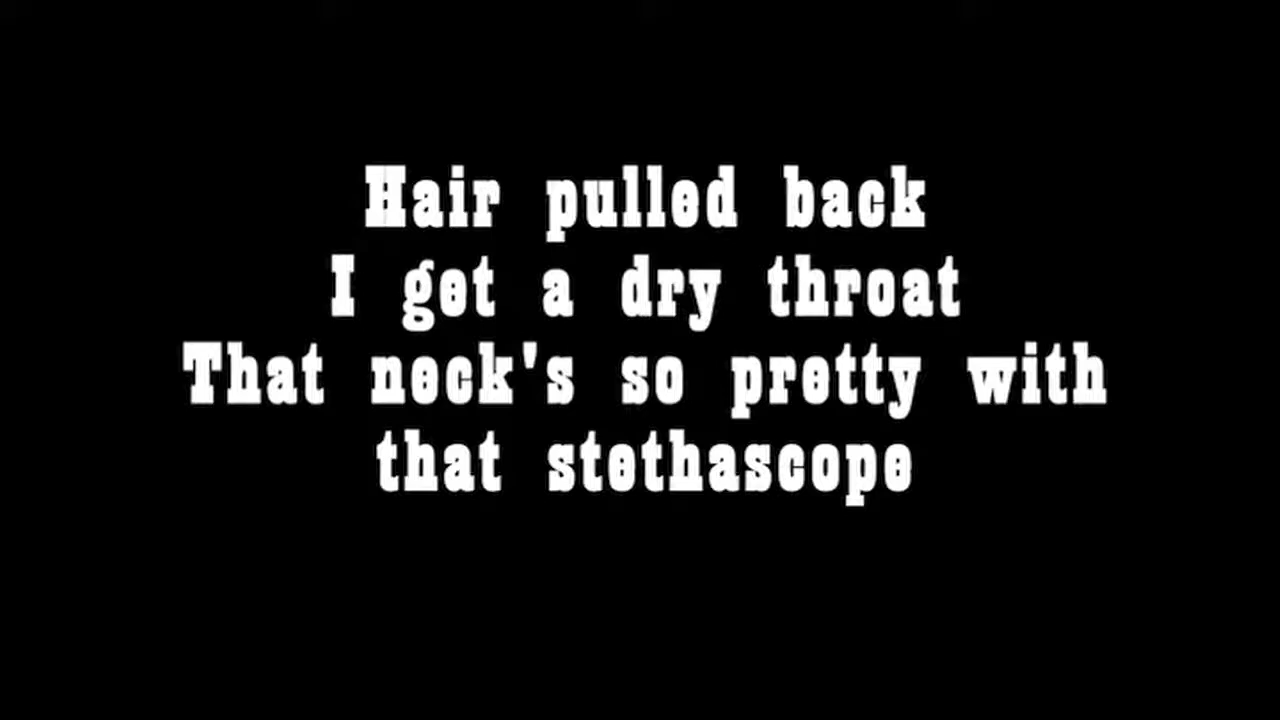 Hair pulled back
I get a dry throat
That neck's so pretty with
that stethascope